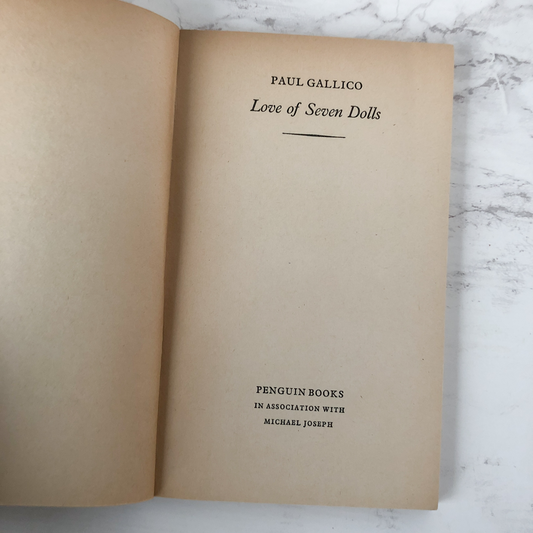 PAUL GALLICO
Love of Seven Dolls
PENGUIN BOOKS
IN ASSOCIATION WITH
MICHAEL JOSEPH